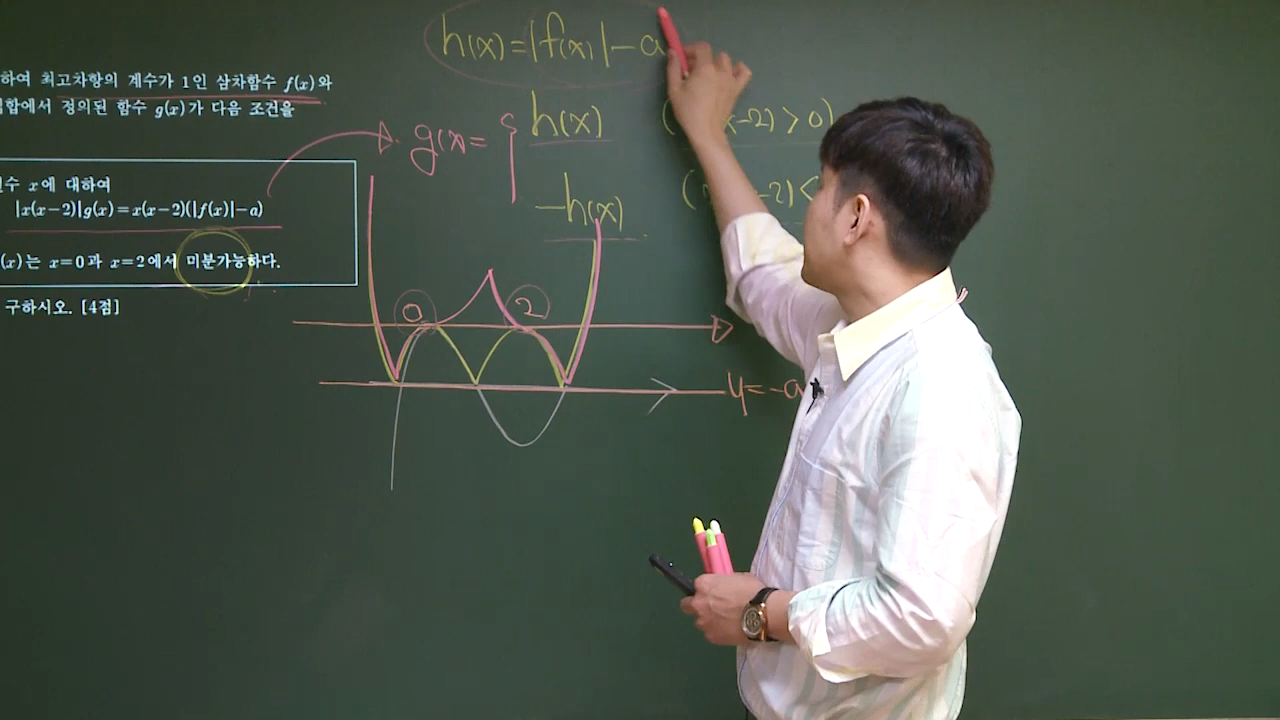 h(x)=|f(x)|-a
하여 최고차항의 계수가 1인 삼차함수 f(x)와
집합에서 정의된 함수 g(x)가 다음 조건을
g(x)= { h(x) x-2)>0)
-h(x) -2)<
수 x에 대하여
|x(x-2)|g(x)=x(x-2)(|f(x)|-a)
(x)는 x=0과 x=2에서 미분가능하다.
구하시오. [4점]
0 2
y=-a